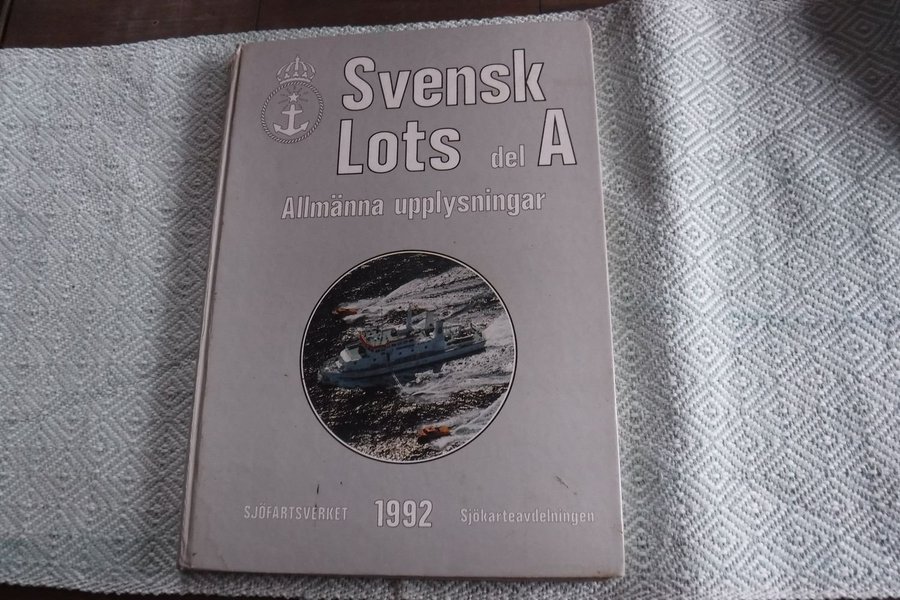 Svensk
Lots del A
Allmänna upplysningar
SJÖFARTSVERKET 1992 Sjökarteavdelningen